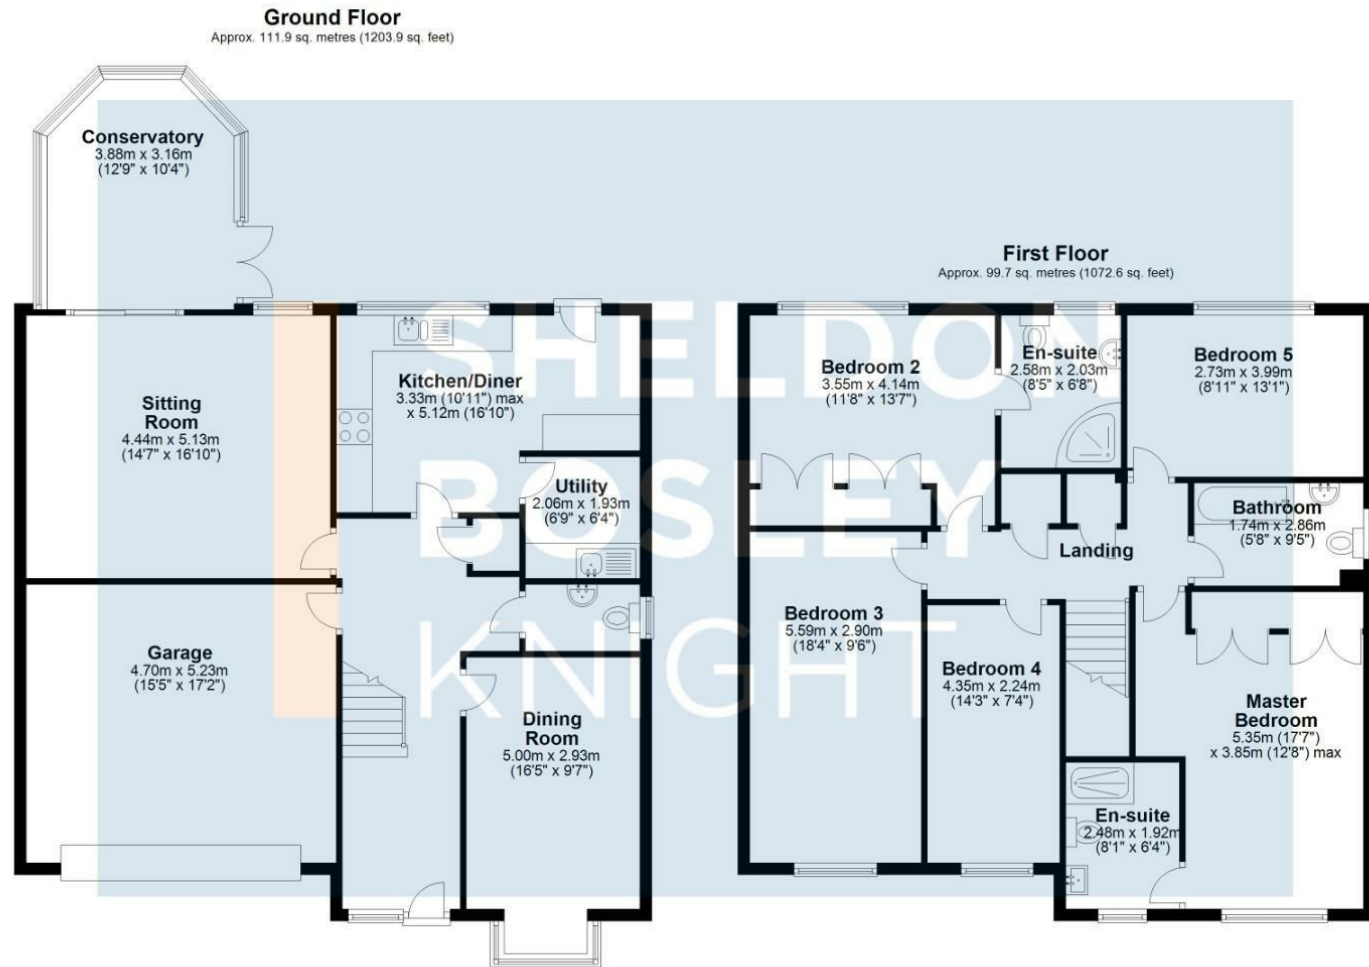 Ground Floor
Approx. 111.9 sq. metres (1203.9 sq. feet)
Conservatory
3.88m x 3.16m
(12'9" x 10'4")
Sitting
Room
4.44m x 5.13m
(14'7" x 16'10")
Kitchen/Diner
3.33m (10'11") max
x 5.12m (16'10")
Utility
2.06m x 1.93m
(6'9" x 6'4")
Garage
4.70m x 5.23m
(15'5" x 17'2")
Dining
Room
5.00m x 2.93m
(16'5" x 9'7")
First Floor
Approx. 99.7 sq. metres (1072.6 sq. feet)
Bedroom 2
3.55m x 4.14m
(11'8" x 13'7")
En-suite
2.58m x 2.03m
(8'5" x 6'8")
Bedroom 5
2.73m x 3.99m
(8'11" x 13'1")
Bathroom
1.74m x 2.86m
(5'8" x 9'5")
Landing
Bedroom 3
5.59m x 2.90m
(18'4" x 9'6")
Bedroom 4
4.35m x 2.24m
(14'3" x 7'4")
Master
Bedroom
5.35m (17'7")
x 3.85m (12'8") max
En-suite
2.48m x 1.92m
(8'1" x 6'4")
SHELDON
BOSLEY
KNIGHT